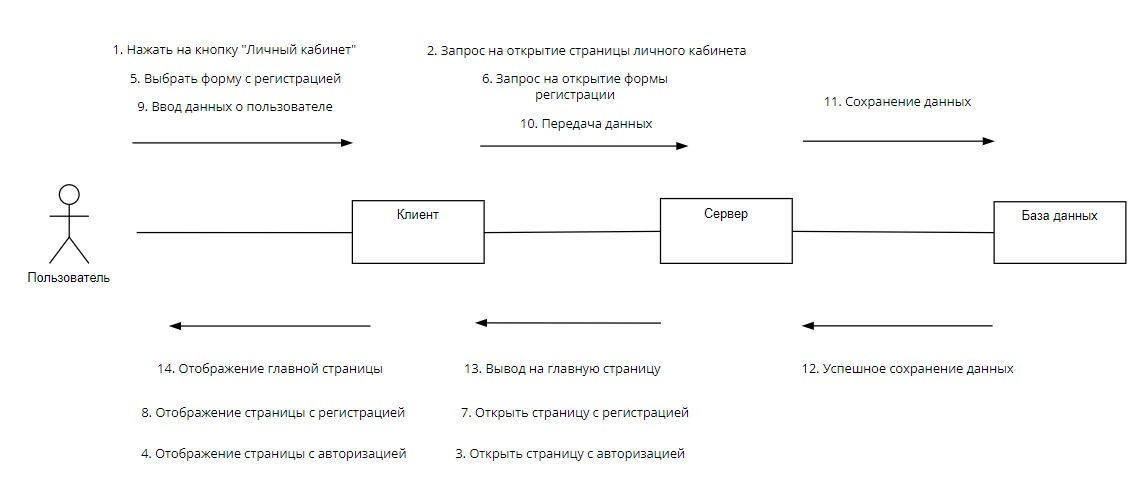 1. Нажать на кнопку "Личный кабинет"
5. Выбрать форму с регистрацией
9. Ввод данных о пользователе
2. Запрос на открытие страницы личного кабинета
6. Запрос на открытие формы
регистрации
10. Передача данных
11. Сохранение данных
Пользователь
Клиент
Сервер
База данных
14. Отображение главной страницы
8. Отображение страницы с регистрацией
4. Отображение страницы с авторизацией
13. Вывод на главную страницу
7. Открыть страницу с регистрацией
3. Открыть страницу с авторизацией
12. Успешное сохранение данных